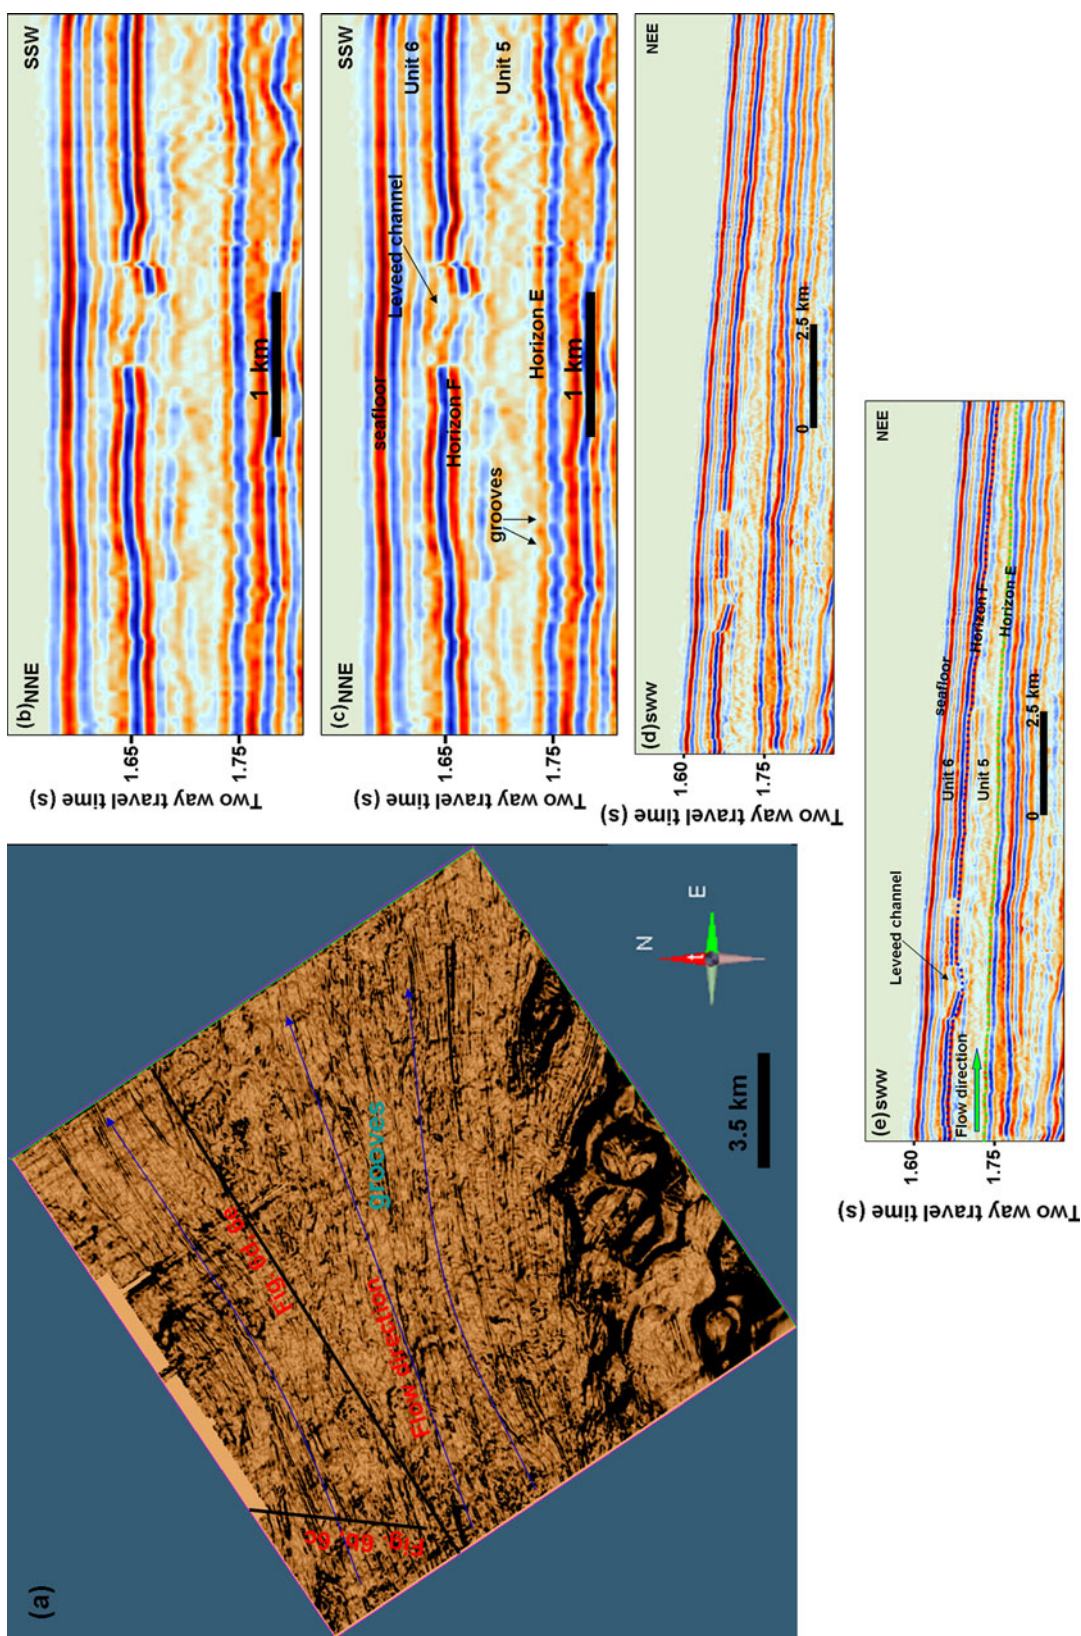 (a)
N
E
3.5 km
grooves
Flow direction
Fig. 6d, 6e
Fig. 6b, 6c
(b)
NNE
SSW
1.65
1.75
Two way travel time (s)
1 km
(c)
NNE
SSW
Unit 6
Unit 5
seafloor
Leveed channel
Horizon F
grooves
Horizon E
1.65
1.75
Two way travel time (s)
1 km
(d)
SWW
NEE
1.60
1.75
Two way travel time (s)
0
2.5 km
(e)
SWW
NEE
Leveed channel
seafloor
Unit 6
Horizon F
Unit 5
Horizon E
Flow direction
1.60
1.75
Two way travel time (s)
0
2.5 km